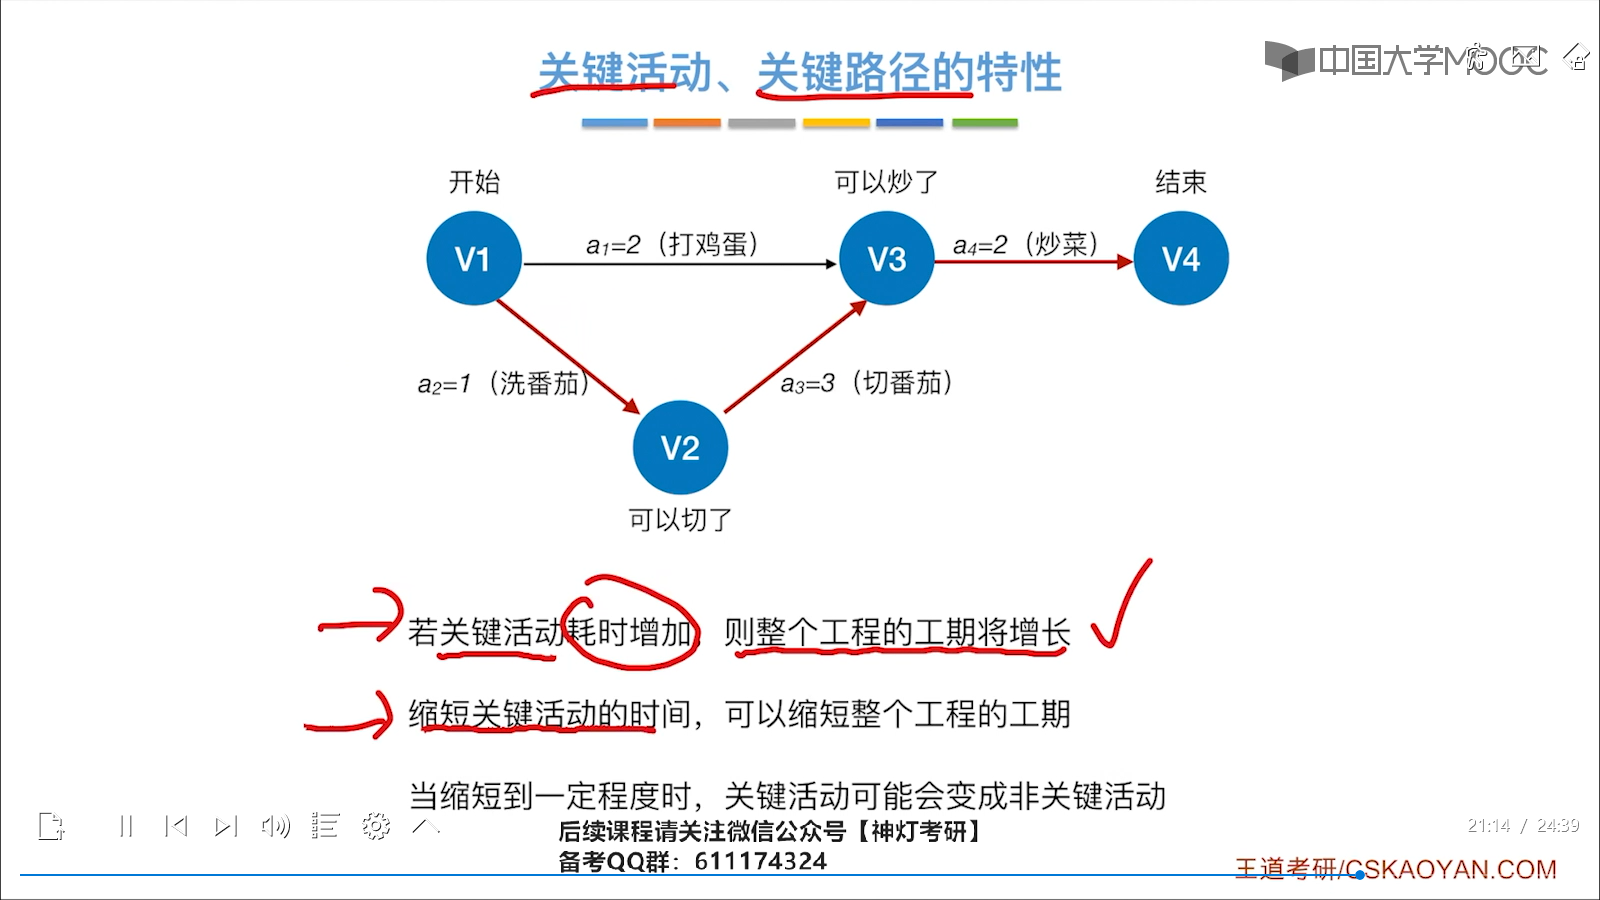 关键活动、关键路径的特性
中国大学MOOC
开始
可以炒了
结束
V1
a1=2（打鸡蛋）
V3
a4=2（炒菜）
V4
a2=1（洗番茄）
a3=3（切番茄）
V2
可以切了
若关键活动耗时增加，则整个工程的工期将增长
缩短关键活动的时间，可以缩短整个工程的工期
当缩短到一定程度时，关键活动可能会变成非关键活动
后续课程请关注微信公众号【神灯考研】
备考QQ群：611174324
21:14 / 24:39
王道考研/CSKAOYAN.COM